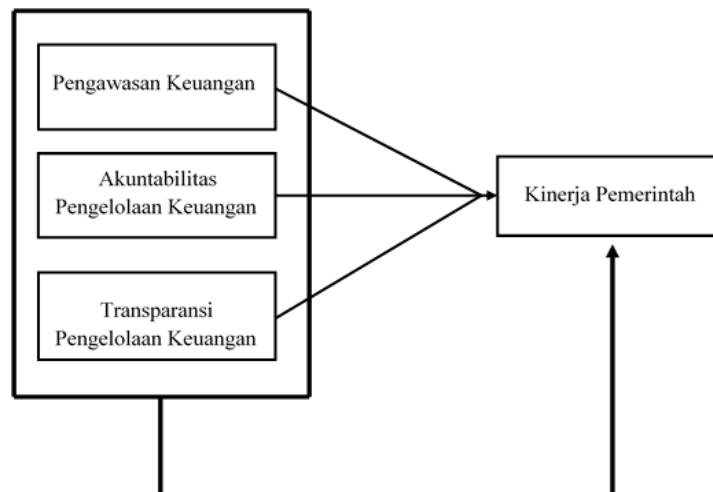 Pengawasan Keuangan
Akuntabilitas
Pengelolaan Keuangan
Kinerja Pemerintah
Transparansi
Pengelolaan Keuangan